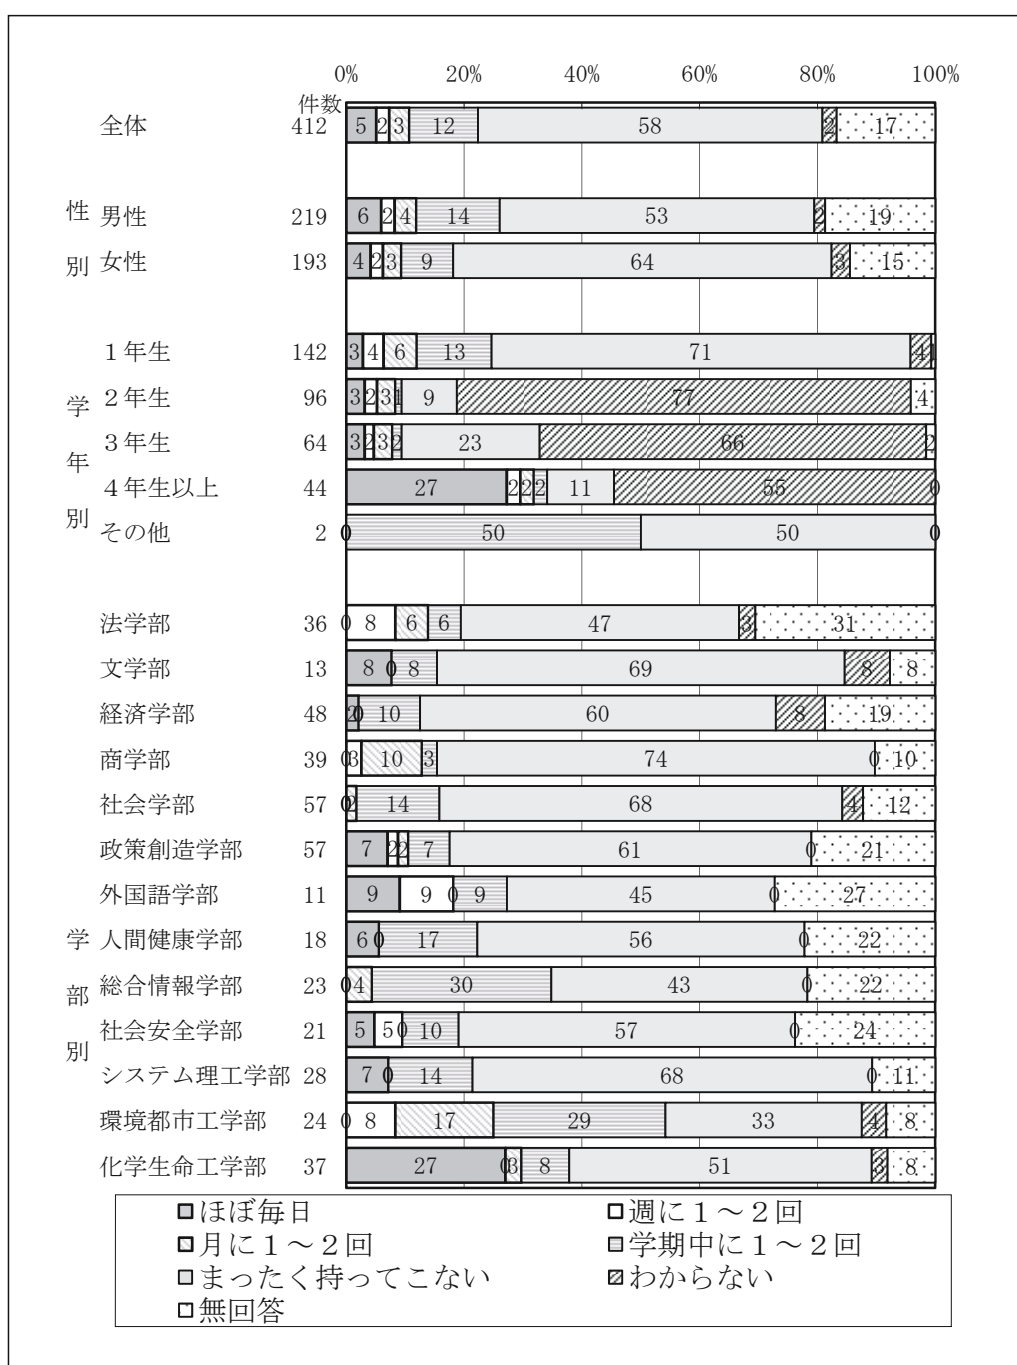 0% 20% 40% 60% 80% 100%
件数
全体 412 5 2 3 12 58 2 17
性別
男性 219 6 2 4 14 53 2 19
女性 193 4 2 3 9 64 3 15
学年別
１年生 142 3 4 6 13 71 4 1
２年生 96 3 2 3 1 9 77 4
３年生 64 3 2 3 2 23 66 2
４年生以上 44 27 2 2 2 11 55 0
その他 2 0 50 50 0
学部別
法学部 36 0 8 6 6 47 3 31
文学部 13 8 0 8 69 8 8
経済学部 48 2 0 10 60 8 19
商学部 39 0 3 10 3 74 0 10
社会学部 57 0 2 14 68 4 12
政策創造学部 57 7 2 2 7 61 0 21
外国語学部 11 9 9 0 9 45 0 27
人間健康学部 18 6 0 17 56 0 22
総合情報学部 23 0 4 30 43 0 22
社会安全学部 21 5 5 0 10 57 0 24
システム理工学部 28 7 0 14 68 0 11
環境都市工学部 24 0 8 17 29 33 4 8
化学生命工学部 37 27 0 3 8 51 3 8
ほぼ毎日 週に１～２回
月に１～２回 学期中に１～２回
まったく持ってこない わからない
無回答